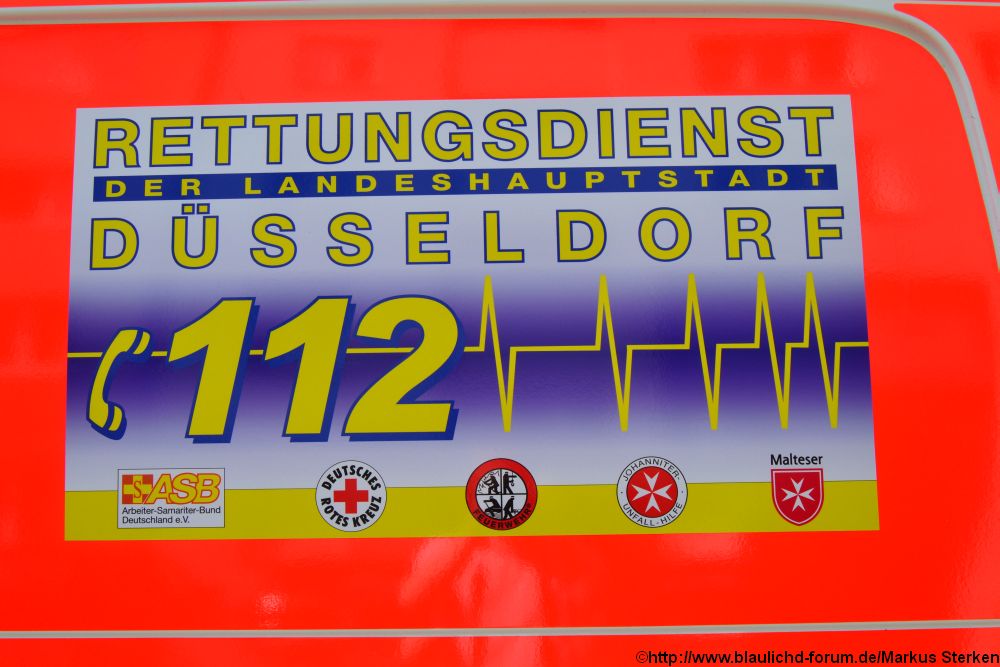 RETTUNGSDIENST
DER LANDESHAUPTSTADT
DÜSSELDORF
112
S ASB
Arbeiter-Samariter-Bund
Deutschland e.V.
DEUTSCHES
ROTES KREUZ
FEUERWEHR
JOHANNITER-
UNFALL-HILFE
Malteser
©http://www.blaulichd-forum.de/Markus Sterken